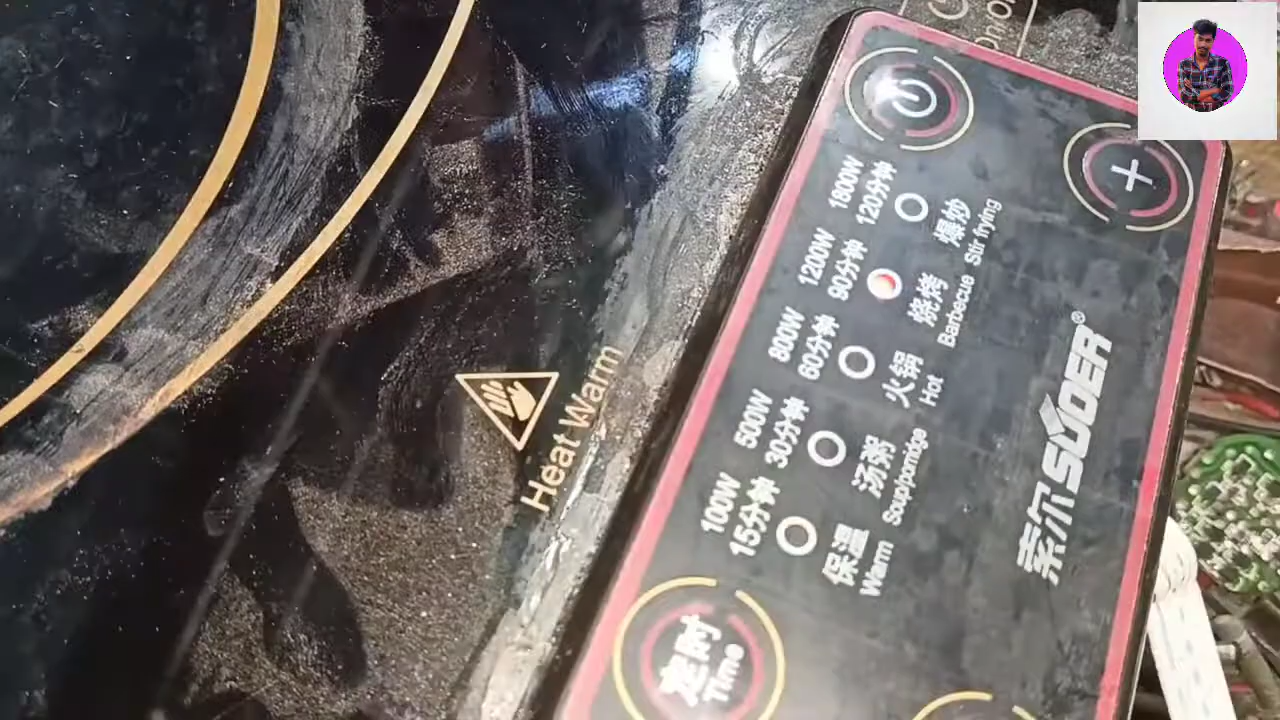 On/Off
1800W
120分钟
爆炒
Stir frying
1200W
90分钟
烧烤
Barbecue
800W
60分钟
火锅
Hot
500W
30分钟
汤粥
Soup/porridge
100W
15分钟
保温
Warm
定时
Time
索尔 SUOER®
Heat Warm